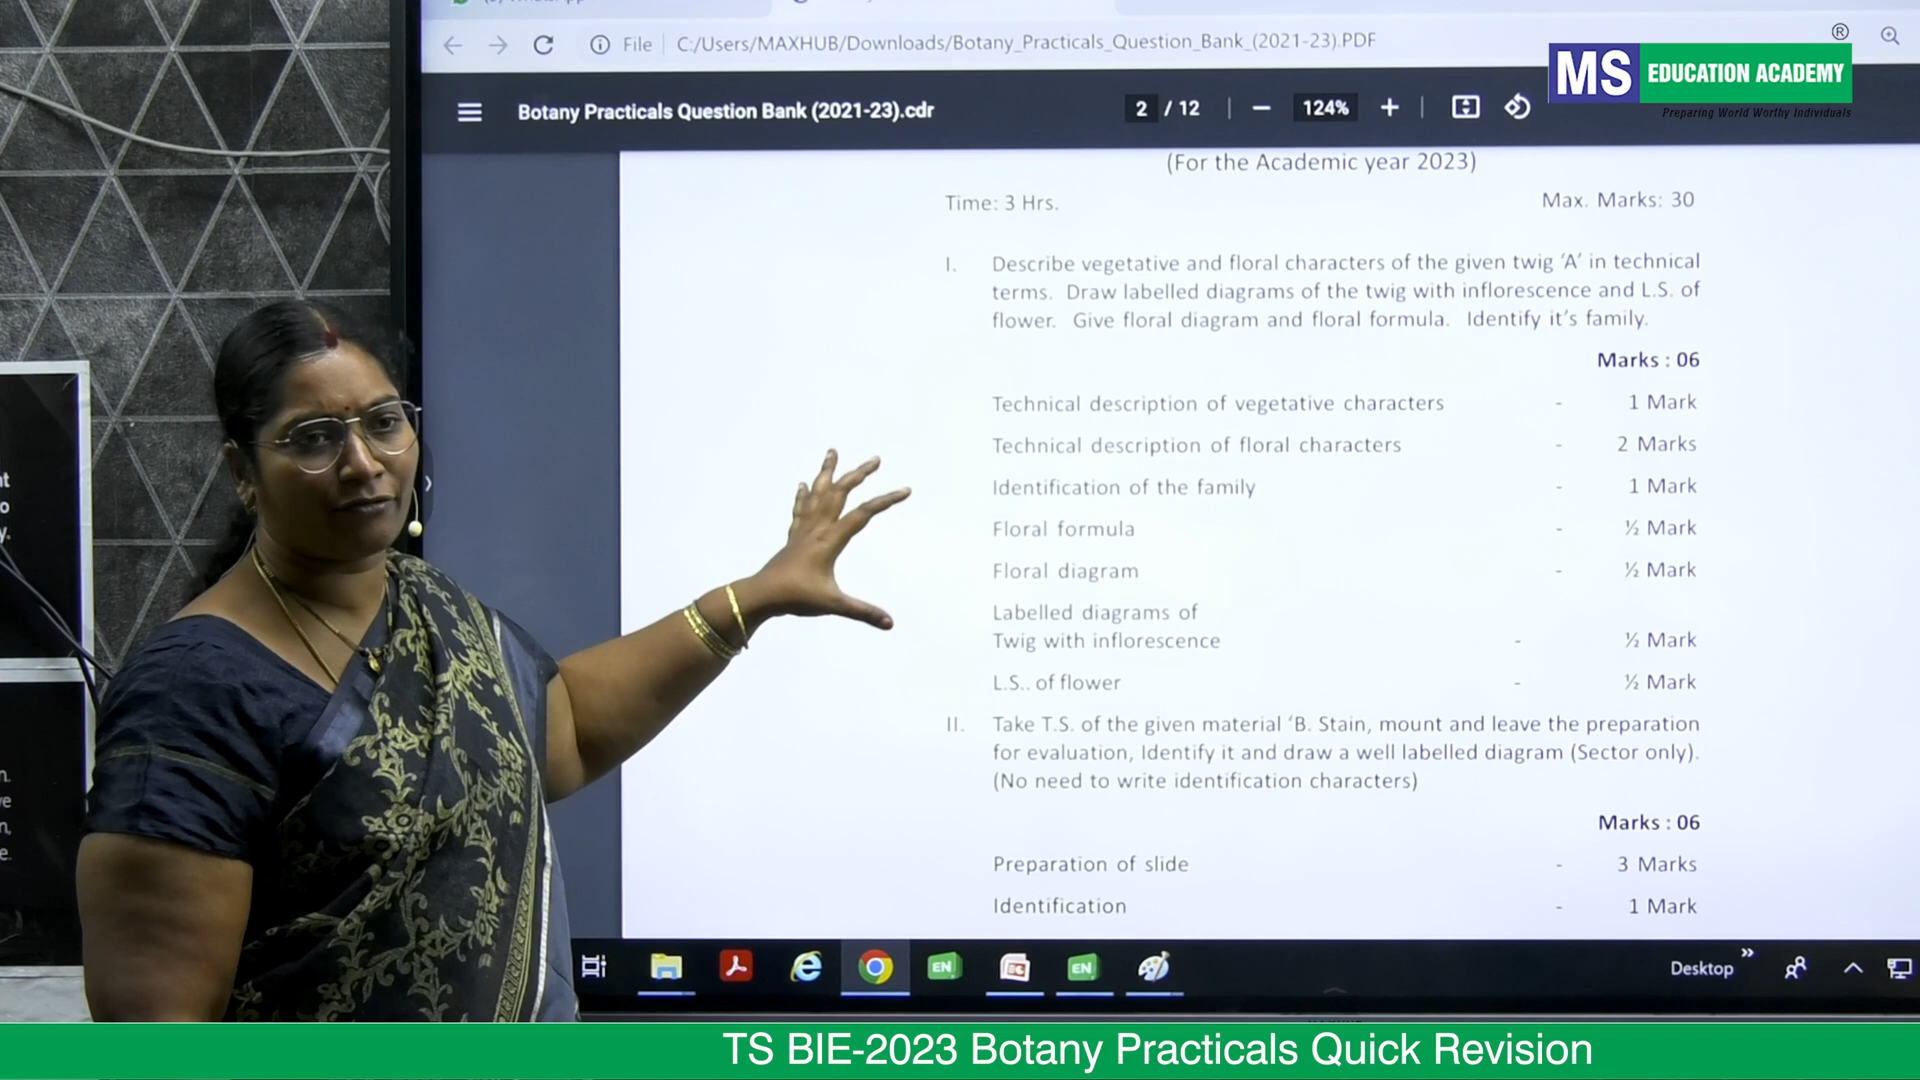 File
C:/Users/MAXHUB/Downloads/Botany_Practicals_Question_Bank_(2021-23).PDF
®
MS EDUCATION ACADEMY
Preparing World Worthy Individuals
Botany Practicals Question Bank (2021-23).cdr
2 / 12
124%
(For the Academic year 2023)
Time: 3 Hrs. Max. Marks: 30
I. Describe vegetative and floral characters of the given twig ‘A’ in technical
terms. Draw labelled diagrams of the twig with inflorescence and L.S. of
flower. Give floral diagram and floral formula. Identify it’s family.
Marks : 06
Technical description of vegetative characters - 1 Mark
Technical description of floral characters - 2 Marks
Identification of the family - 1 Mark
Floral formula - ½ Mark
Floral diagram - ½ Mark
Labelled diagrams of
Twig with inflorescence - ½ Mark
L.S.. of flower - ½ Mark
II. Take T.S. of the given material ‘B. Stain, mount and leave the preparation
for evaluation, Identify it and draw a well labelled diagram (Sector only).
(No need to write identification characters)
Marks : 06
Preparation of slide - 3 Marks
Identification - 1 Mark
EN
EN
Desktop
TS BIE-2023 Botany Practicals Quick Revision